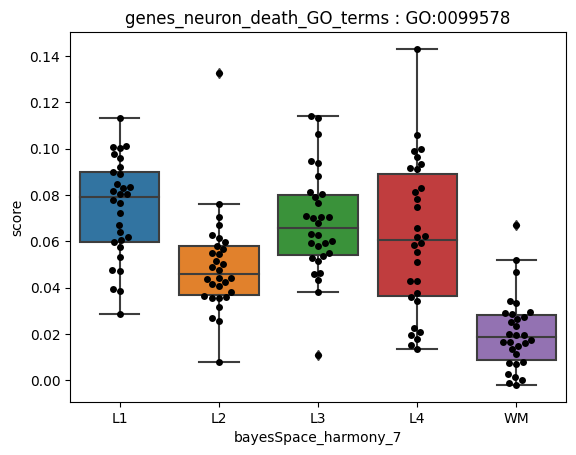 genes_neuron_death_GO_terms : GO:0099578
0.14
0.12
0.10
0.08
0.06
0.04
0.02
0.00
score
L1 L2 L3 L4 WM
bayesSpace_harmony_7